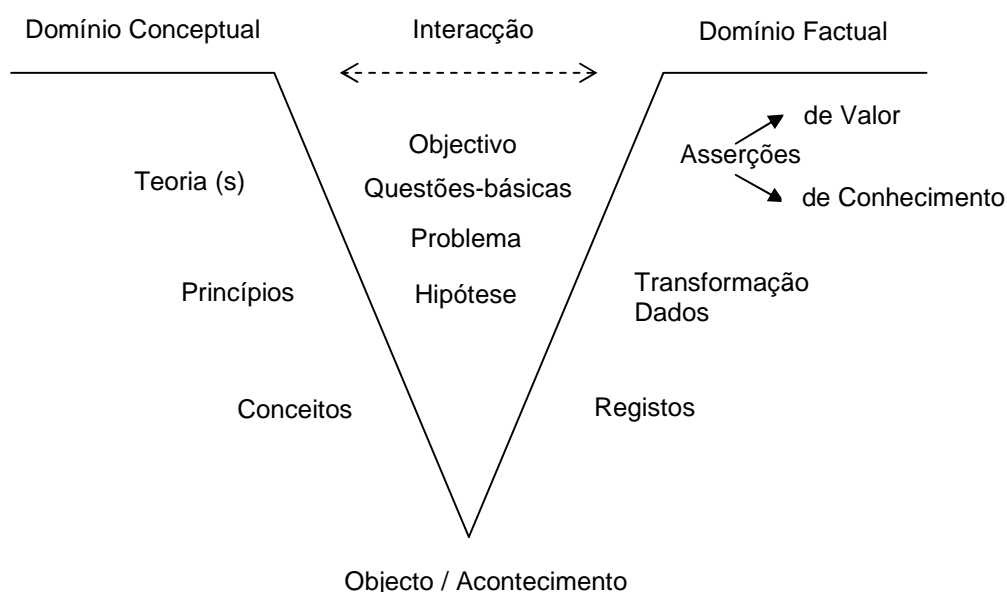 Domínio Conceptual
Interacção
Domínio Factual
Objectivo
Questões-básicas
Problema
Hipótese
Teoria (s)
Princípios
Conceitos
de Valor
Asserções
de Conhecimento
Transformação
Dados
Registos
Objecto / Acontecimento